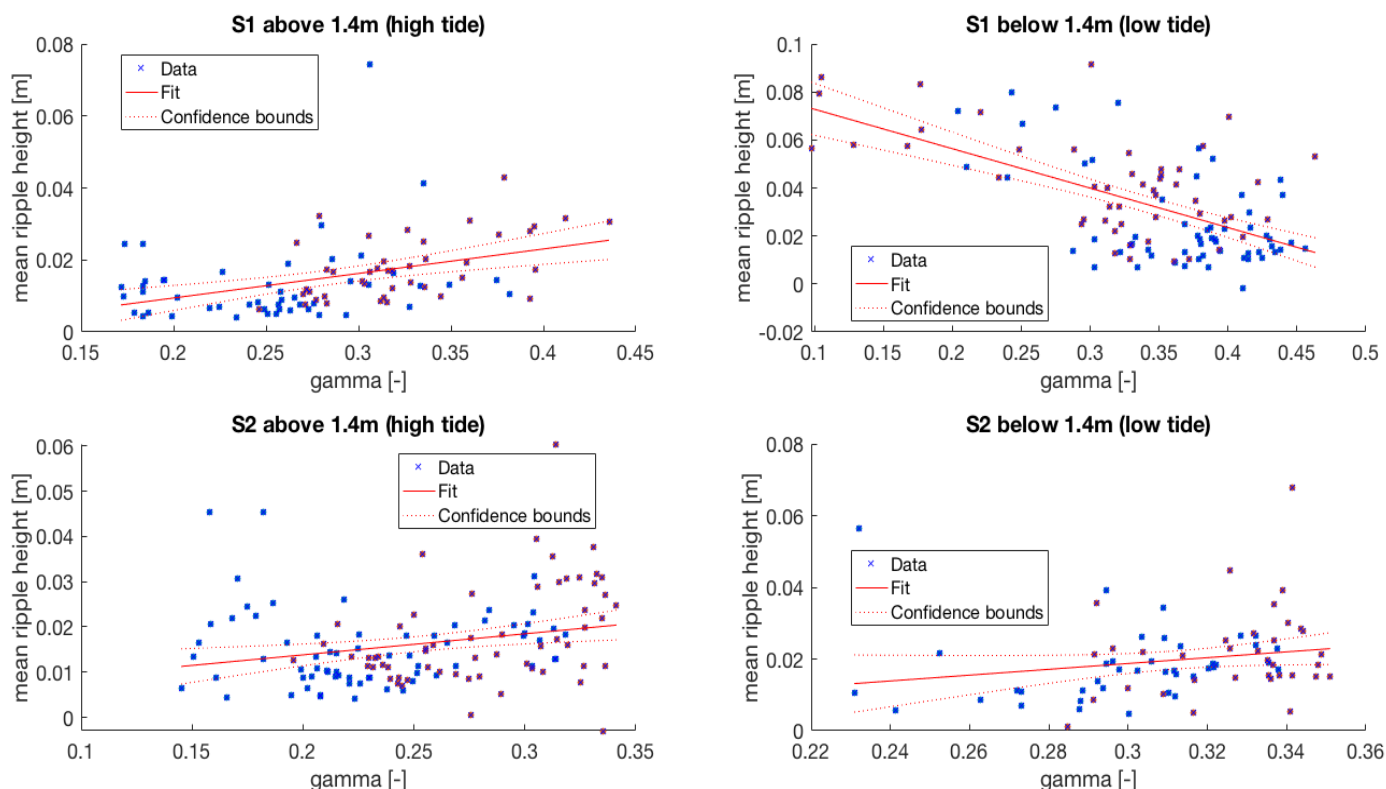 S1 above 1.4m (high tide)
mean ripple height [m]
0.08
0.06
0.04
0.02
0
Data
Fit
Confidence bounds
0.15 0.2 0.25 0.3 0.35 0.4 0.45
gamma [-]
S1 below 1.4m (low tide)
mean ripple height [m]
0.1
0.08
0.06
0.04
0.02
0
-0.02
Data
Fit
Confidence bounds
0.1 0.15 0.2 0.25 0.3 0.35 0.4 0.45 0.5
gamma [-]
S2 above 1.4m (high tide)
mean ripple height [m]
0.06
0.05
0.04
0.03
0.02
0.01
0
Data
Fit
Confidence bounds
0.1 0.15 0.2 0.25 0.3 0.35
gamma [-]
S2 below 1.4m (low tide)
mean ripple height [m]
0.08
0.06
0.04
0.02
0
Data
Fit
Confidence bounds
0.22 0.24 0.26 0.28 0.3 0.32 0.34 0.36
gamma [-]